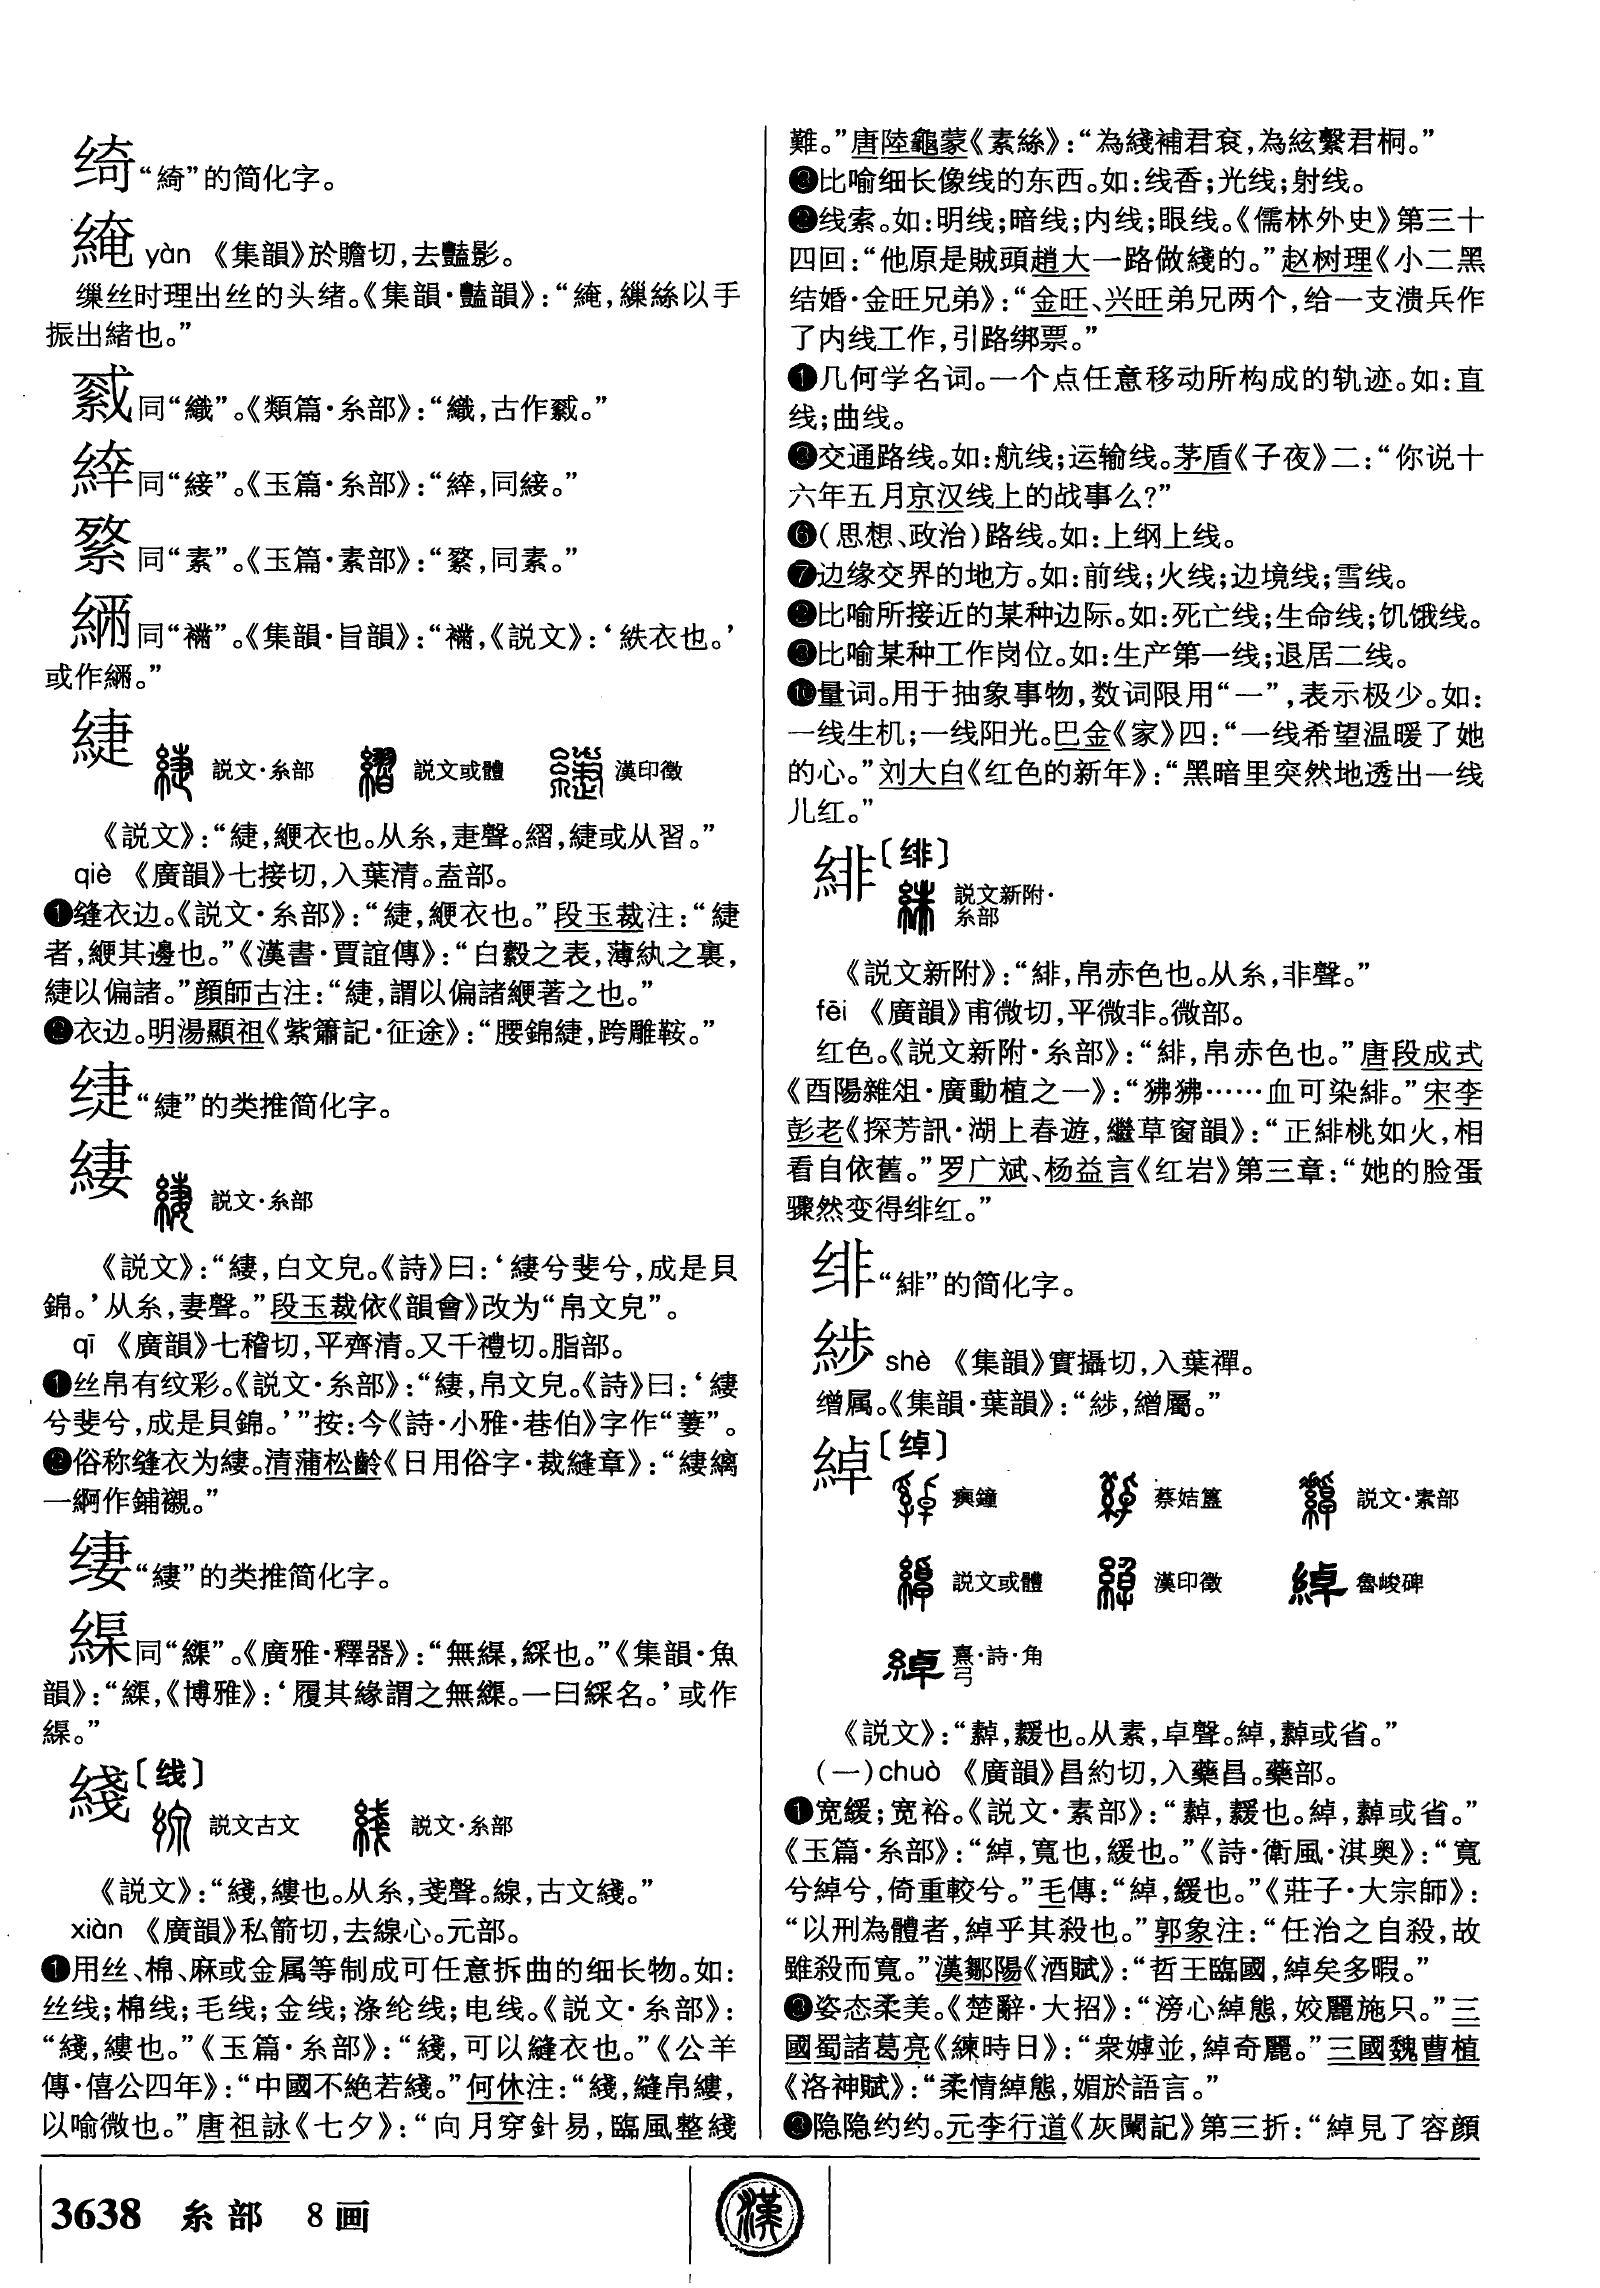 绮“綺”的简化字。
緸 yàn 《集韻》於贍切,去豔影。
缫丝时理出丝的头绪。《集韻·豔韻》:“,繅絲以手
振出緒也。”
同“織”。《類篇·糸部》:“織,古作。”
綷同“緀”。《玉篇·糸部》:“綷,同。”
同“素”。《玉篇·素部》:“,同素。”
同“襧”。《集韻·旨韻》:“,《説文》:‘紩衣也。’
或作。”
緁
説文·糸部 説文或體 漢印徵
《説文》:“緁,緶衣也。从糸,疌聲。緁或从習。”
qiè 《廣韻》七接切,入葉清。盍部。
❶缝衣边。《説文·糸部》:“緁,緶衣也。”段玉裁注:“緁
者,緶其邊也。”《漢書·賈誼傳》:“白縠之表,薄紈之裏,
緁以偏諸。”顔師古注:“緁,謂以偏諸緶著之也。”
❷衣边。明湯顯祖《紫簫記·征途》:“腰錦緁,跨雕鞍。”
“緁”的类推简化字。
緀
説文·糸部
《説文》:“緀,白文皃。《詩》曰:‘緀兮斐兮,成是貝
錦。’从糸,妻聲。”段玉裁依《韻會》改为“帛文皃”。
qī 《廣韻》七稽切,平齊清。又千禮切。脂部。
❶丝帛有纹彩。《説文·糸部》:“緀,帛文皃。《詩》曰:‘緀
兮斐兮,成是貝錦。’”按:今《詩·小雅·巷伯》字作“萋”。
❷俗称缝衣为緀。清蒲松齡《日用俗字·裁縫章》:“緀縭
一緺作鋪襯。”
“緀”的类推简化字。
同“縩”。《廣雅·釋器》:“無,綵也。”《集韻·魚
韻》:“,《博雅》:‘履其緣謂之無。一曰綵名。’或作
。”
綫〔线〕
説文古文 説文·糸部
《説文》:“綫,縷也。从糸,戔聲。線,古文綫。”
xiàn 《廣韻》私箭切,去線心。元部。
❶用丝、棉、麻或金属等制成可任意拆曲的细长物。如:
丝线;棉线;毛线;金线;涤纶线;电线。《説文·糸部》:
“綫,縷也。”《玉篇·糸部》:“綫,可以縫衣也。”《公羊
傳·僖公四年》:“中國不絶若綫。”何休注:“綫,縫帛縷,
以喻微也。”唐祖詠《七夕》:“向月穿針易,臨風整綫
難。”唐陸龜蒙《素絲》:“為綫補君衮,為絃繫君桐。”
❸比喻细长像线的东西。如:线香;光线;射线。
❷线索。如:明线;暗线;内线;眼线。《儒林外史》第三十
四回:“他原是賊頭趙大一路做綫的。”赵树理《小二黑
结婚·金旺兄弟》:“金旺、兴旺弟兄两个,给一支溃兵作
了内线工作,引路绑票。”
❶几何学名词。一个点任意移动所构成的轨迹。如:直
线;曲线。
❸交通路线。如:航线;运输线。茅盾《子夜》二:“你说十
六年五月京汉线上的战事么?”
❻(思想、政治)路线。如:上纲上线。
❼边缘交界的地方。如:前线;火线;边境线;雪线。
❷比喻所接近的某种边际。如:死亡线;生命线;饥饿线。
❸比喻某种工作岗位。如:生产第一线;退居二线。
❿量词。用于抽象事物,数词限用“一”,表示极少。如:
一线生机;一线阳光。巴金《家》四:“一线希望温暖了她
的心。”刘大白《红色的新年》:“黑暗里突然地透出一线
儿红。”
緋〔绯〕
説文新附·
糸部
《説文新附》:“緋,帛赤色也。从糸,非聲。”
fēi 《廣韻》甫微切,平微非。微部。
红色。《説文新附·糸部》:“緋,帛赤色也。”唐段成式
《酉陽雜俎·廣動植之一》:“狒狒……血可染緋。”宋李
彭老《探芳訊·湖上春遊,繼草窗韻》:“正緋桃如火,相
看自依舊。”罗广斌、杨益言《红岩》第三章:“她的脸蛋
骤然变得绯红。”
绯“緋”的简化字。
shè 《集韻》實攝切,入葉禪。
缯属。《集韻·葉韻》:“,繒屬。”
綽〔绰〕
𤼈鐘 蔡姞簋 説文·素部
説文或體 漢印徵 魯峻碑
熹·詩·角
弓
《説文》:“繛,緩也。从素,卓聲。綽,繛或省。”
(一)chuò 《廣韻》昌約切,入藥昌。藥部。
❶宽緩;宽裕。《説文·素部》:“繛,緩也。綽,繛或省。”
《玉篇·糸部》:“綽,寬也,緩也。”《詩·衛風·淇奥》:“寬
兮綽兮,倚重較兮。”毛傳:“綽,緩也。”《莊子·大宗師》:
“以刑為體者,綽乎其殺也。”郭象注:“任治之自殺,故
雖殺而寬。”漢鄒陽《酒賦》:“哲王臨國,綽矣多暇。”
❸姿态柔美。《楚辭·大招》:“滂心綽態,姣麗施只。”三
國蜀諸葛亮《練時日》:“衆嫭並,綽奇麗。”三國魏曹植
《洛神賦》:“柔情綽態,媚於語言。”
❸隐隐约约。元李行道《灰闌記》第三折:“綽見了容顔
3638 糸部 8画
漢